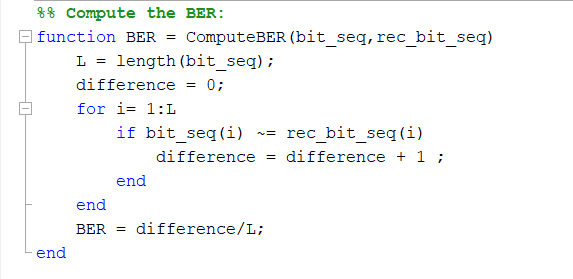 %% Compute the BER:
function BER = ComputeBER(bit_seq,rec_bit_seq)
L = length(bit_seq);
difference = 0;
for i= 1:L
if bit_seq(i) ~= rec_bit_seq(i)
difference = difference + 1 ;
end
end
BER = difference/L;
end